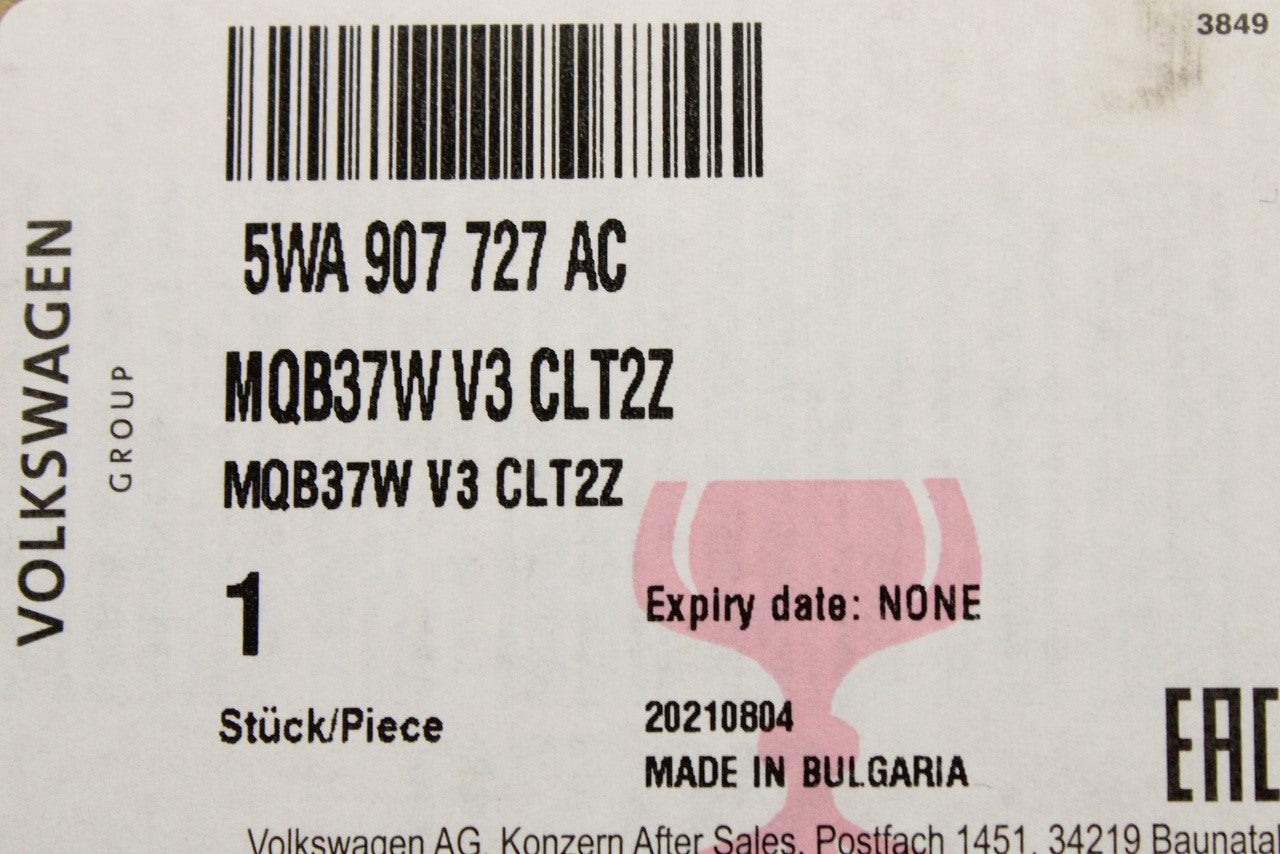 3849
VOLKSWAGEN
GROUP
5WA 907 727 AC
MQB37W V3 CLT2Z
MQB37W V3 CLT2Z
1
Expiry date: NONE
Stück/Piece
20210804
MADE IN BULGARIA
EAC
Volkswagen AG, Konzern After Sales, Postfach 1451, 34219 Baunatal